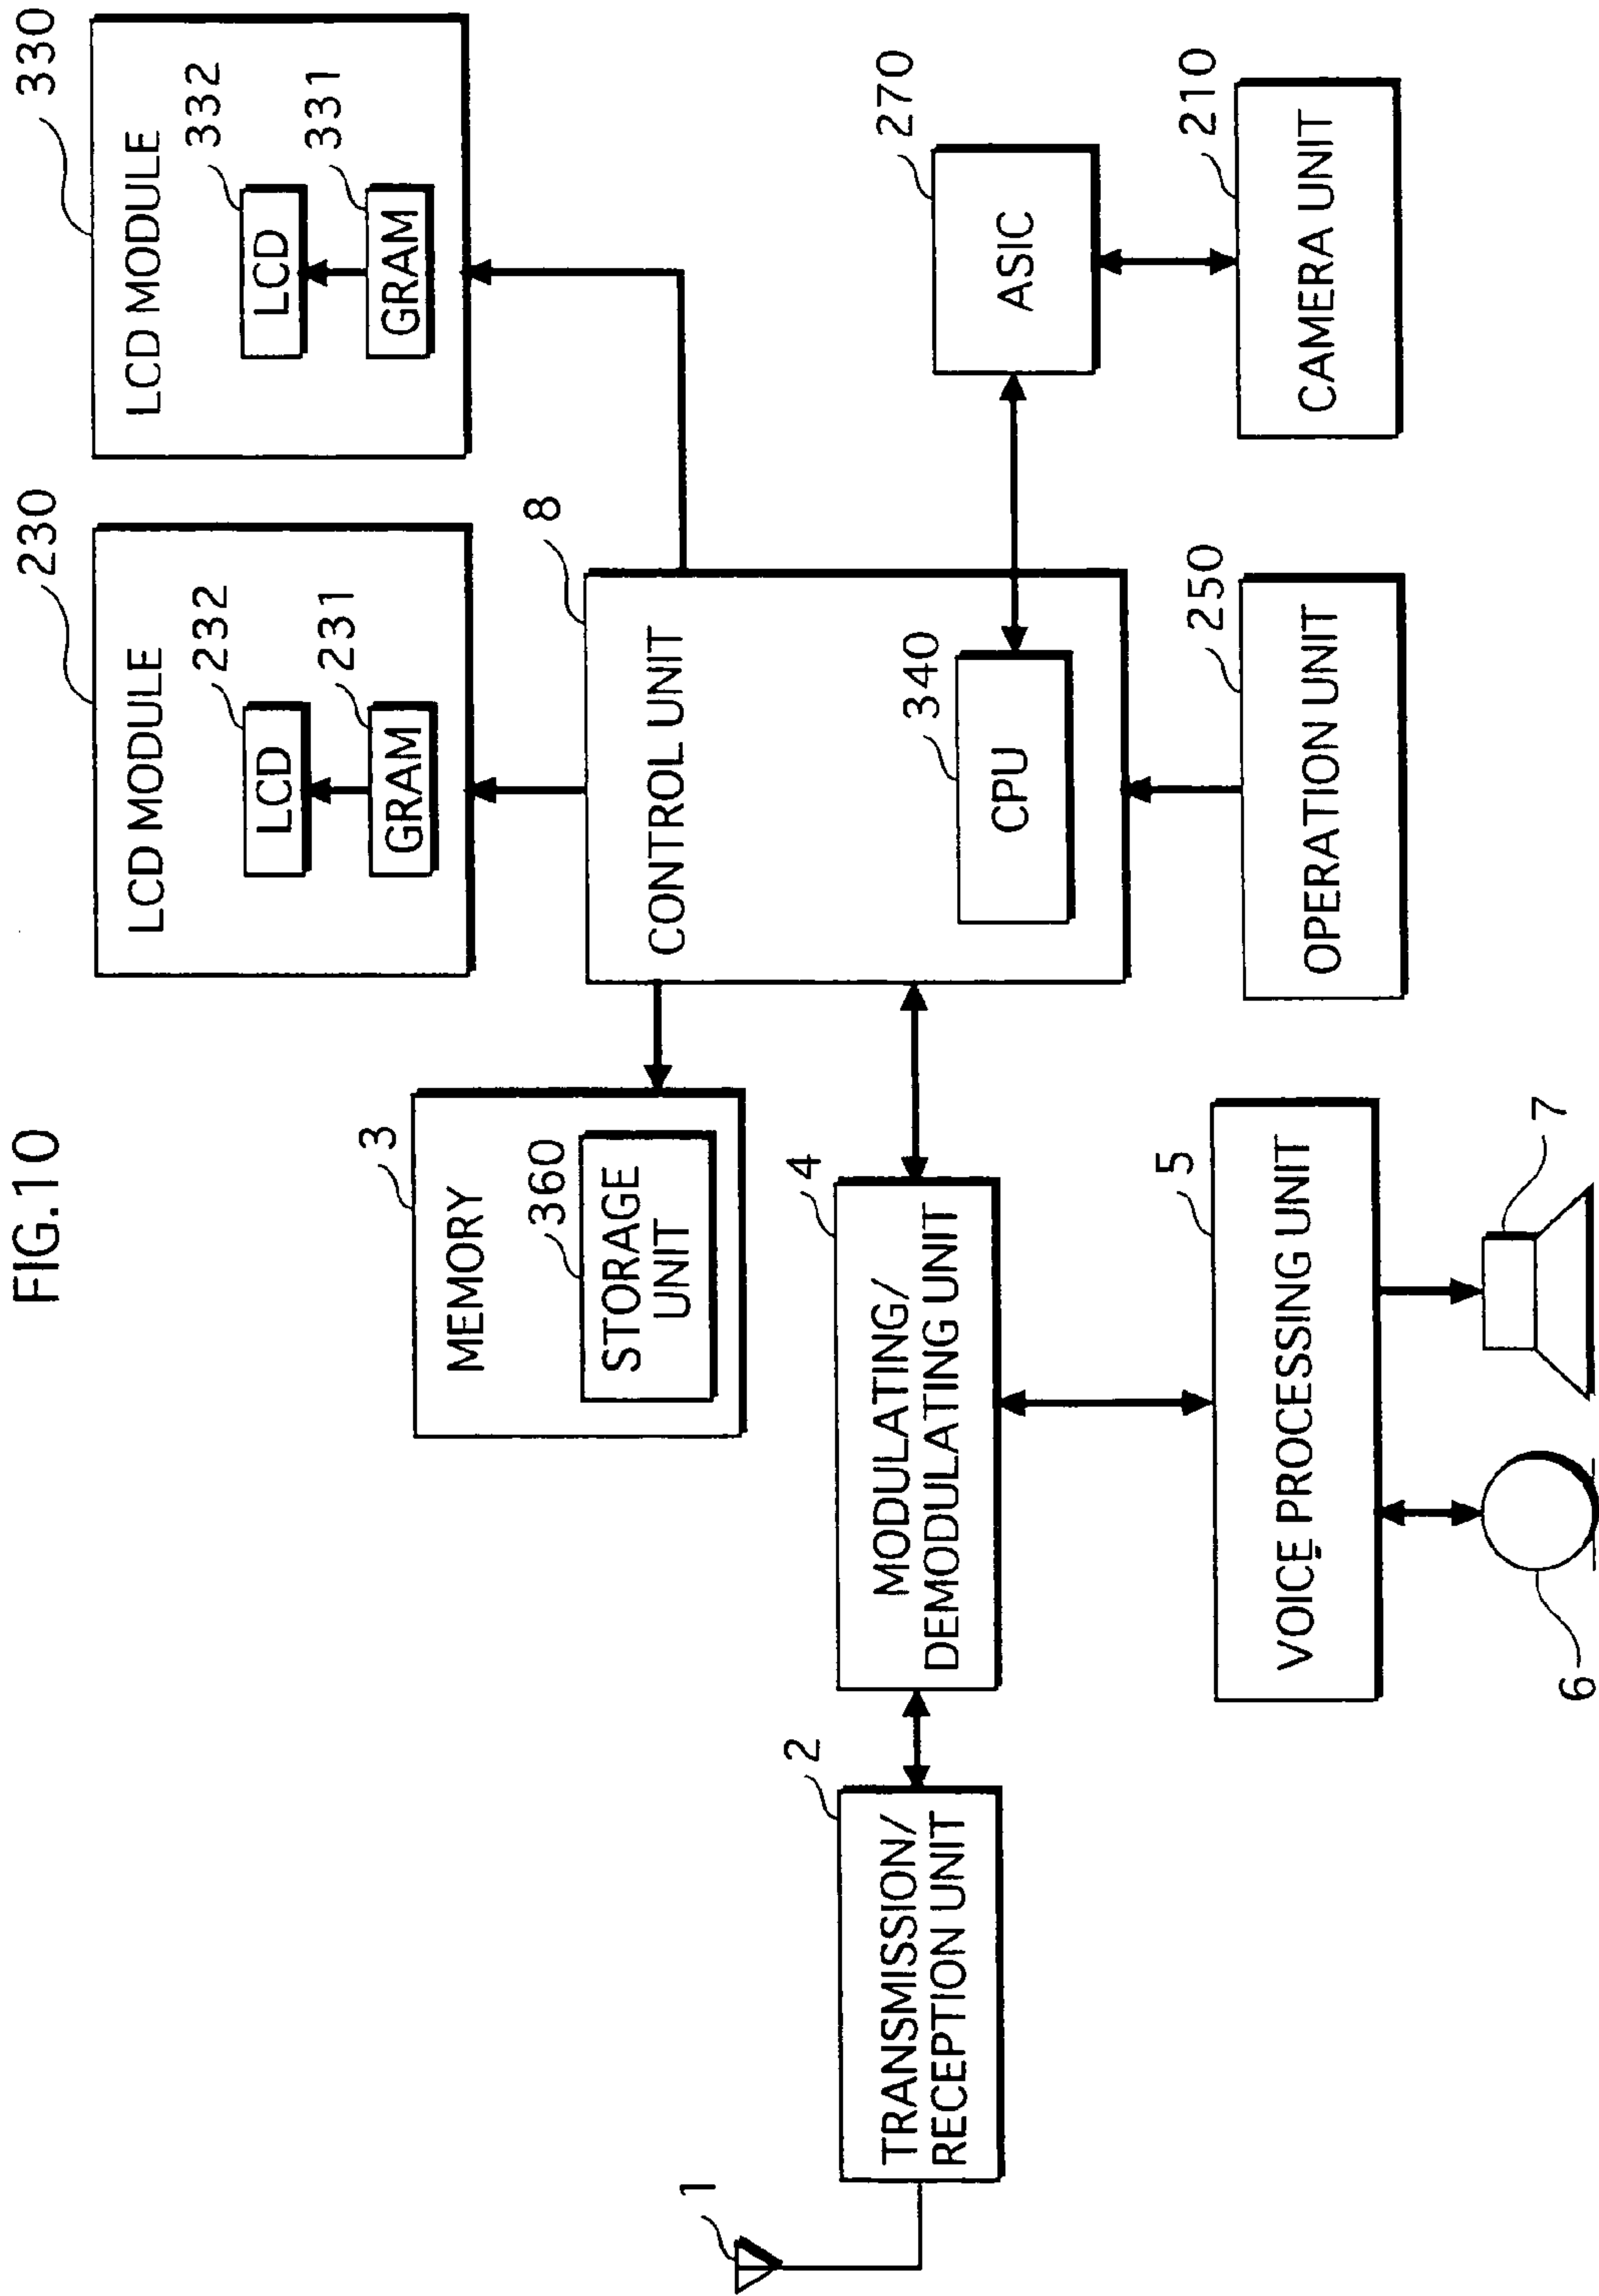 FIG.10
330
LCD MODULE
332
LCD
331
GRAM
230
LCD MODULE
232
LCD
231
GRAM
8
CONTROL UNIT
340
CPU
270
ASIC
210
CAMERA UNIT
250
OPERATION UNIT
3
MEMORY
360
STORAGE
UNIT
4
MODULATING/
DEMODULATING UNIT
5
VOICE PROCESSING UNIT
7
6
2
TRANSMISSION/
RECEPTION UNIT
1